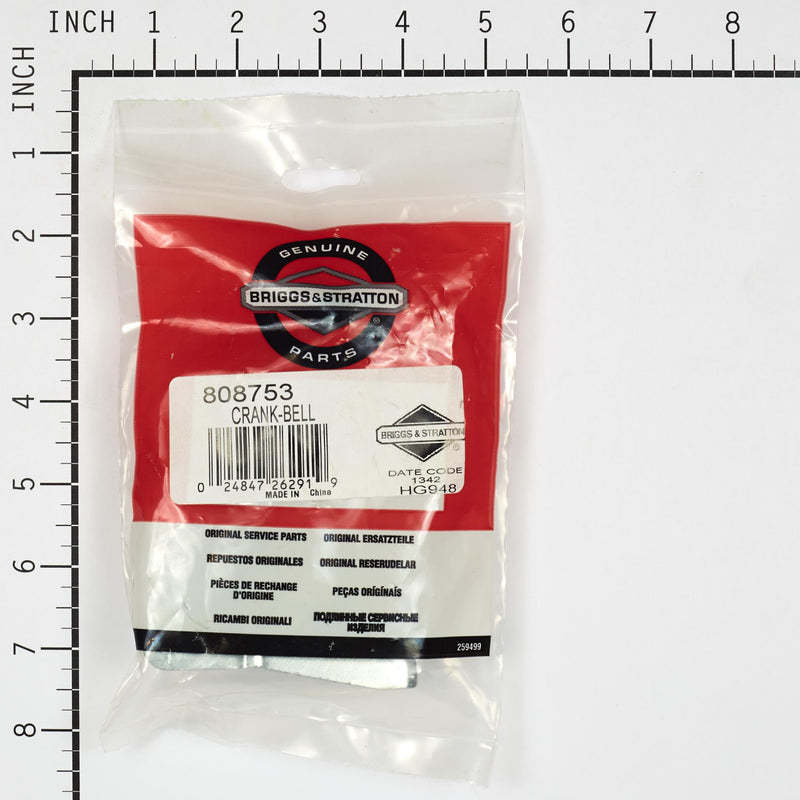 INCH 1 2 3 4 5 6 7 8
INCH
1
2
3
4
5
6
7
8
GENUINE
BRIGGS&STRATTON
®
PARTS
808753
CRANK-BELL
BRIGGS & STRATTON
®
0 24847 26291 9
MADE IN China
DATE CODE
1342
HG948
ORIGINAL SERVICE PARTS ORIGINAL ERSATZTEILE
REPUESTOS ORIGINALES ORIGINAL RESERUDELAR
PIÈCES DE RECHANGE
D'ORIGINE
PEÇAS ORÍGÍNAÍS
RICAMBI ORIGINALI
ПОДЛИННЫЕ СЕРВИСНЫЕ
ИЗДЕЛИЯ
259499